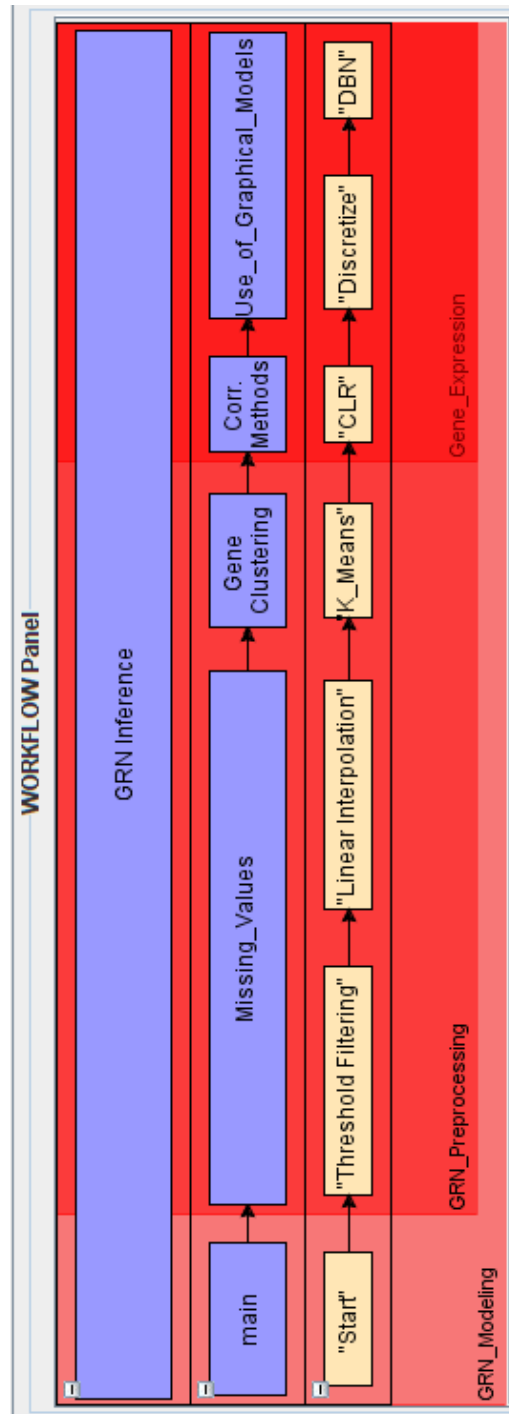 WORKFLOW Panel
GRN Inference
main
Missing_Values
Gene
Clustering
Corr.
Methods
Use_of_Graphical_Models
"Start"
"Threshold Filtering"
"Linear Interpolation"
"K_Means"
"CLR"
"Discretize"
"DBN"
GRN_Modeling
GRN_Preprocessing
Gene_Expression